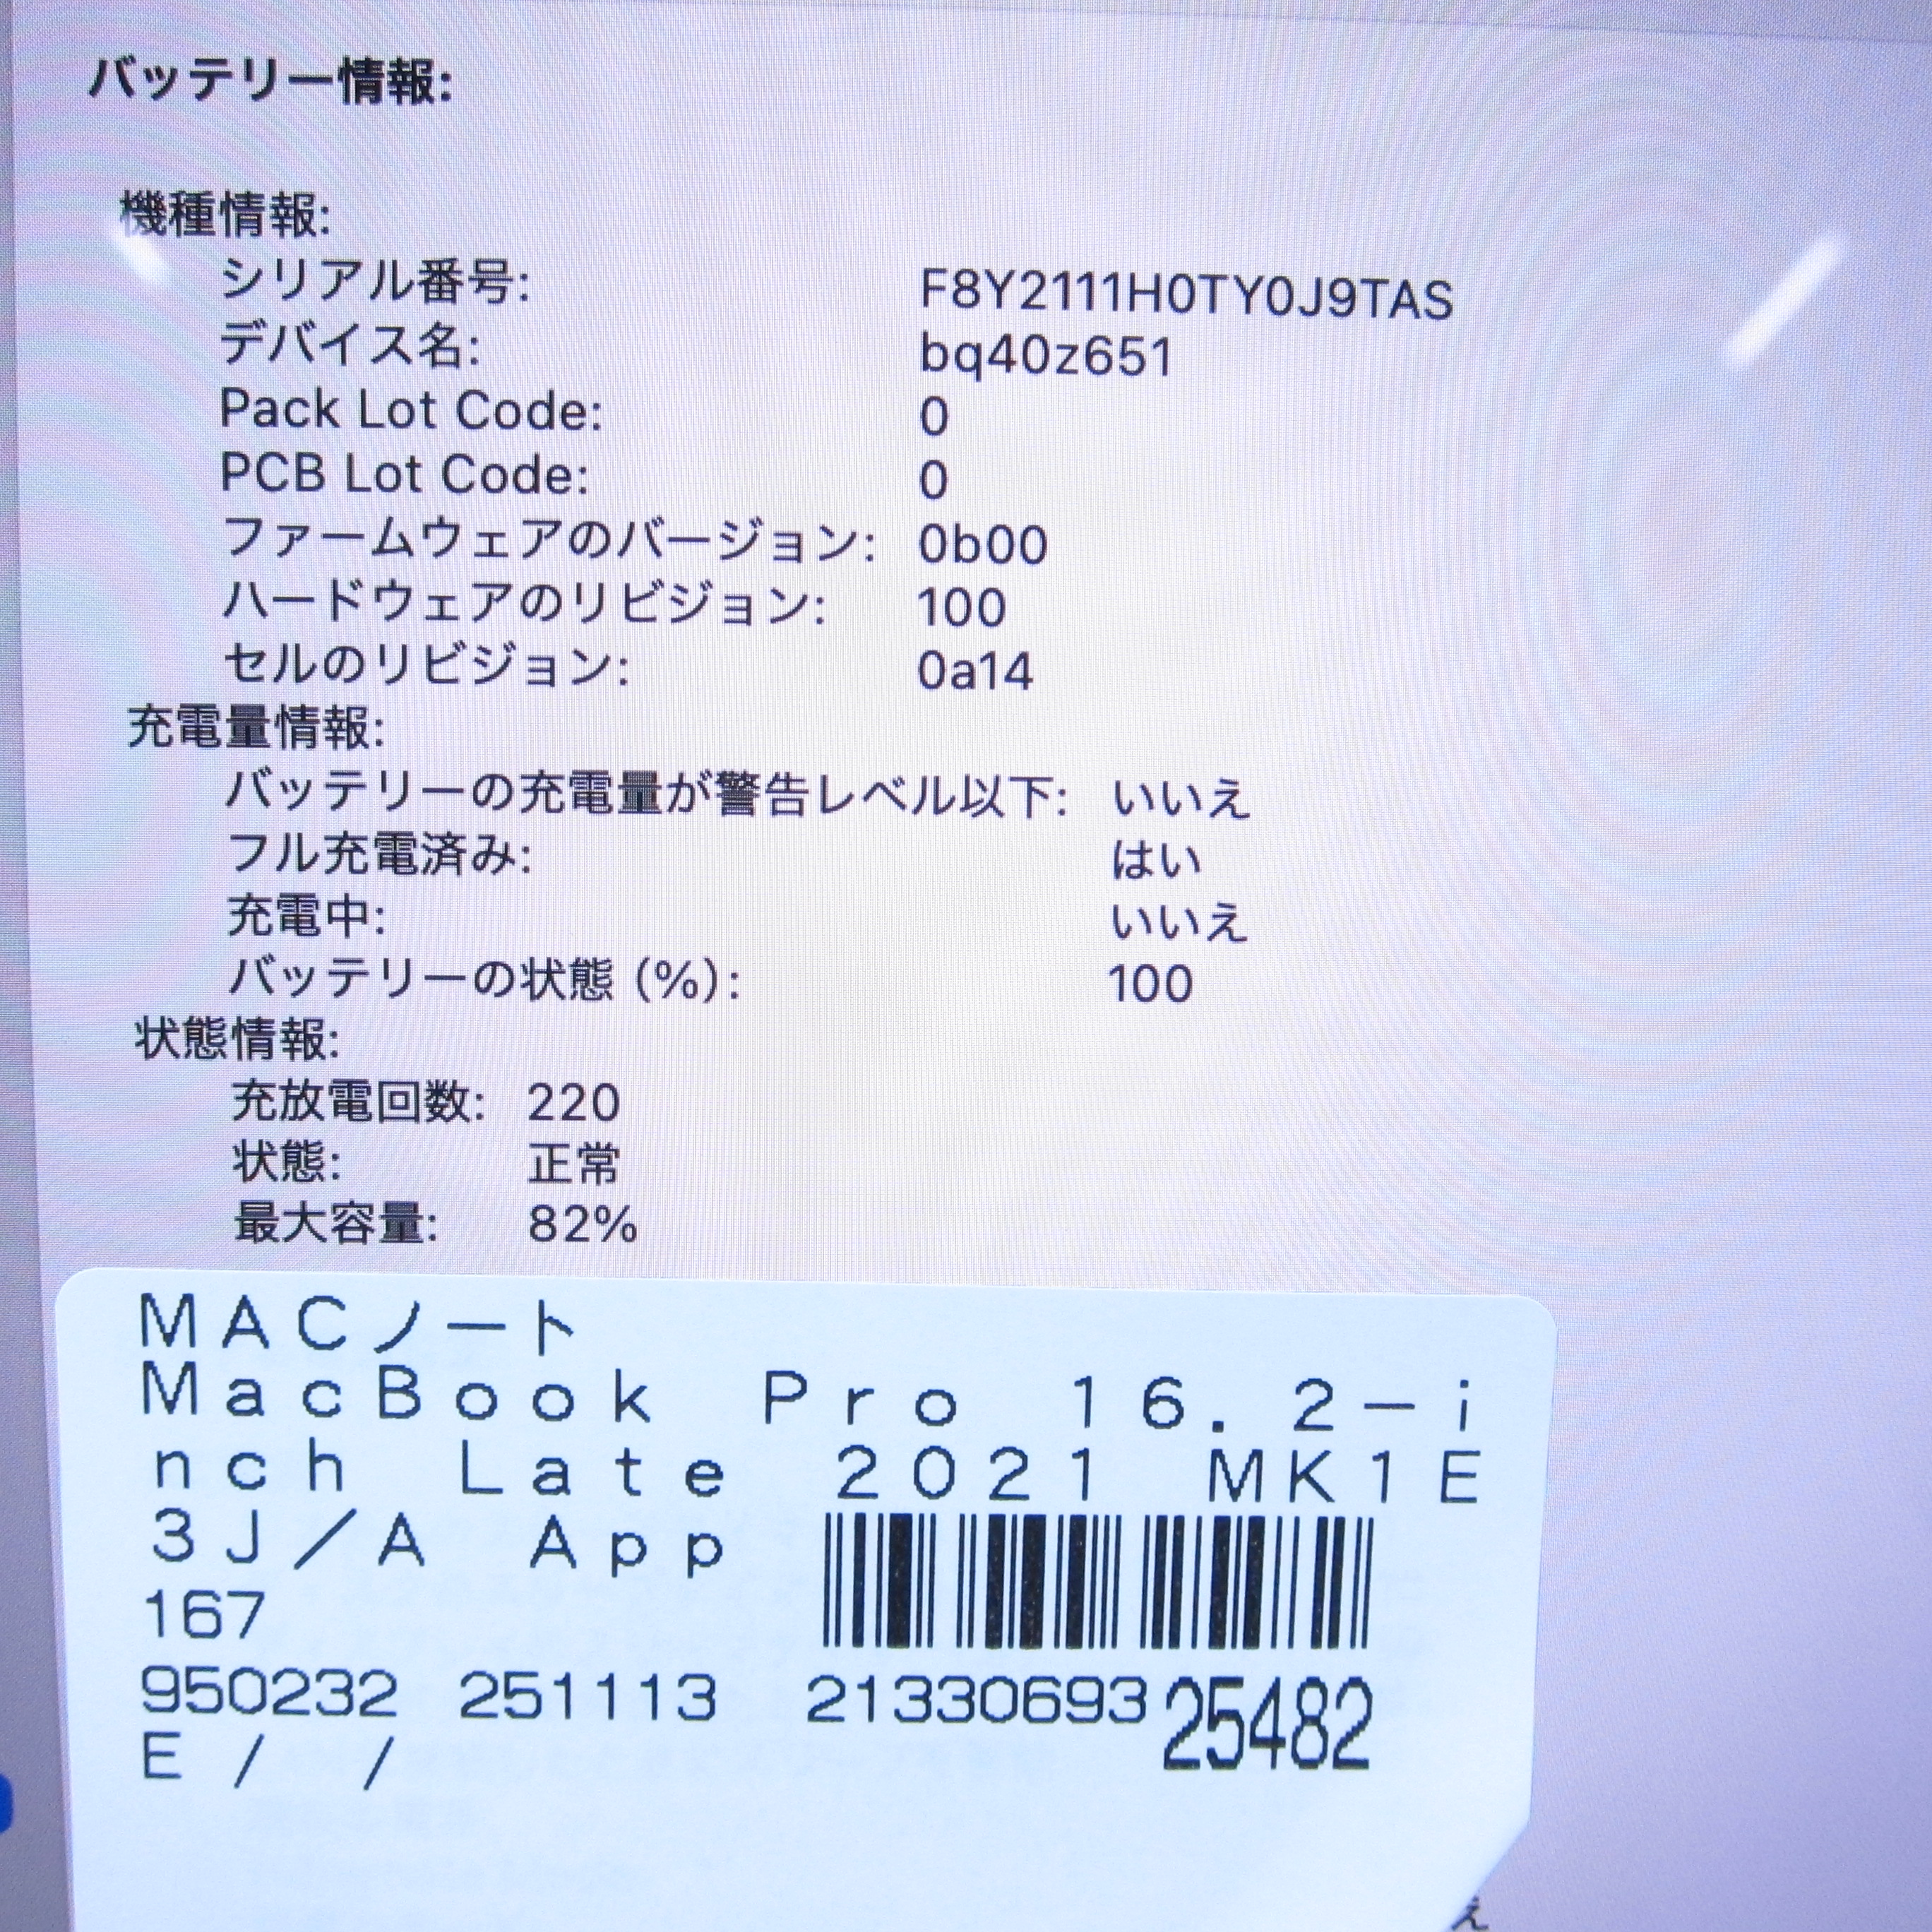 バッテリー情報:
機種情報:
シリアル番号: F8Y2111H0TY0J9TAS
デバイス名: bq40z651
Pack Lot Code: 0
PCB Lot Code: 0
ファームウェアのバージョン: 0b00
ハードウェアのリビジョン: 100
セルのリビジョン: 0a14
充電量情報:
バッテリーの充電量が警告レベル以下: いいえ
フル充電済み: はい
充電中: いいえ
バッテリーの状態 (%): 100
状態情報:
充放電回数: 220
状態: 正常
最大容量: 82%
MACノート
MacBook Pro 16.2-i
nch Late 2021 MK1E
3J/A App
167
950232 251113 21330693 25482
E / /
え